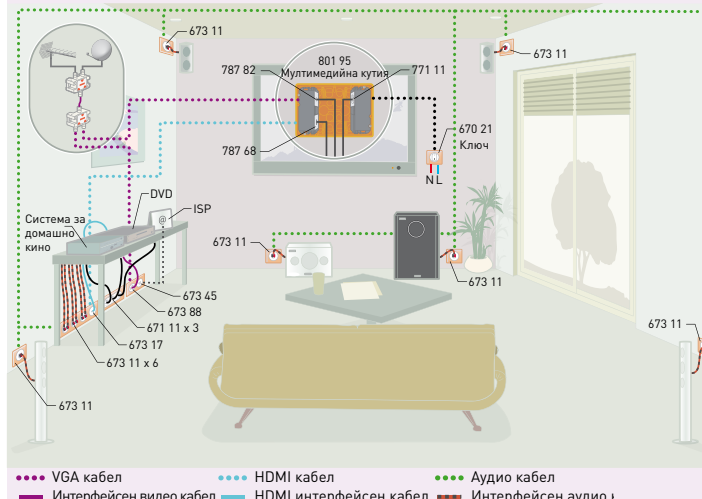 673 11
673 11
801 95
787 82
Мултимедийна кутия
771 11
670 21
Ключ
787 68
N L
DVD
ISP
@
Система за
домашно
кино
673 11
673 11
673 45
673 88
671 11 x 3
673 17
673 11 x 6
673 11
673 11
VGA кабел
HDMI кабел
Аудио кабел
Интерфейсен видео кабел
HDMI интерфейсен кабел
Интерфейсен аудио